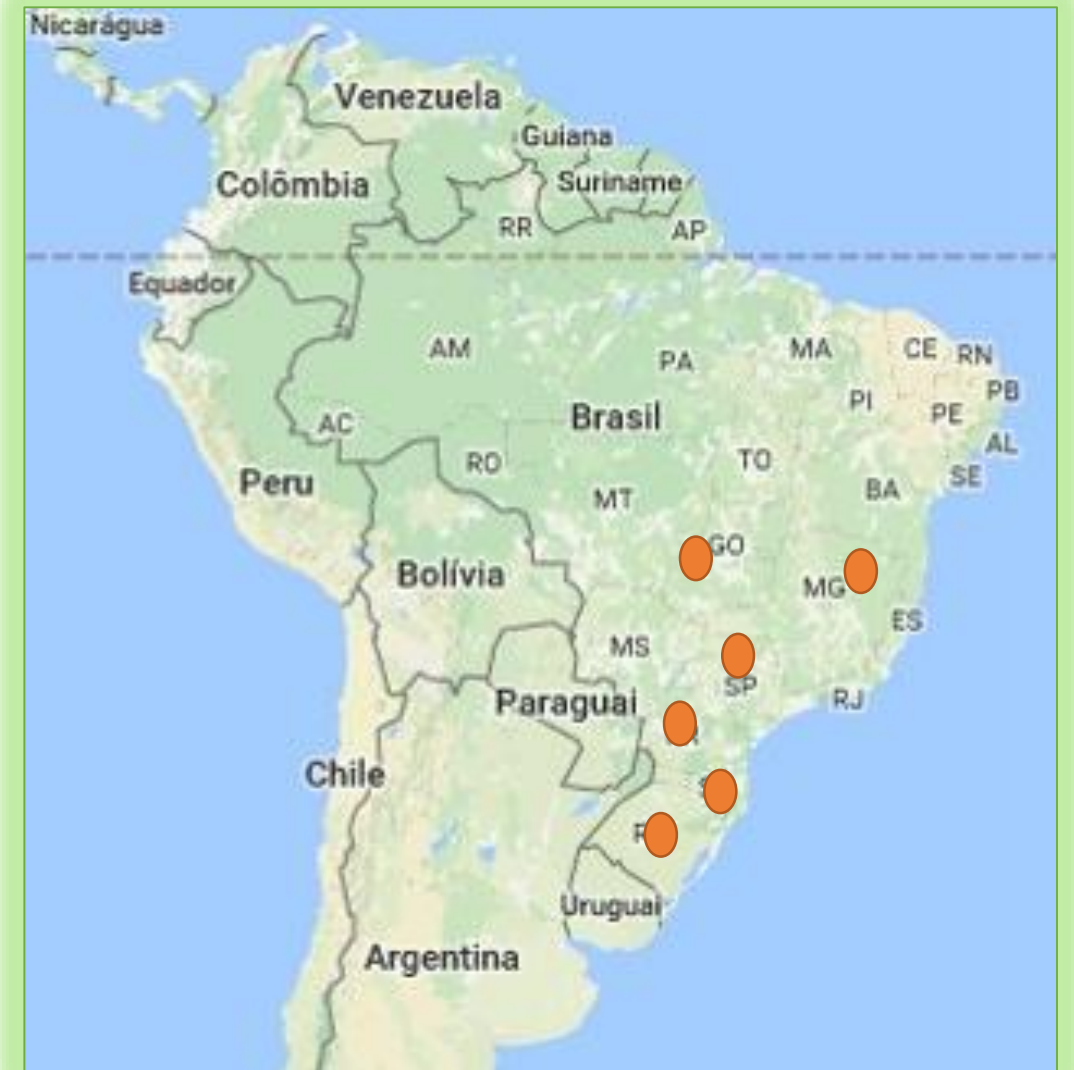 Nicarágua
Venezuela
Guiana
Colômbia
Suriname
RR
AP
Equador
AM
PA
MA
CE
RN
PB
PI
PE
Brasil
AC
AL
RO
TO
SE
Peru
BA
MT
GO
Bolívia
MG
ES
MS
SP
RJ
Paraguai
Chile
Uruguai
Argentina